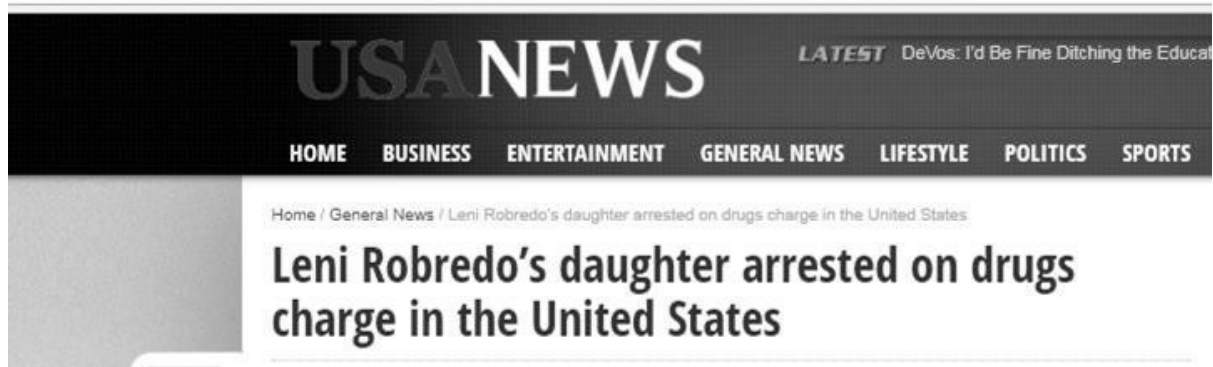 USANEWS
LATEST DeVos: I'd Be Fine Ditching the
HOME BUSINESS ENTERTAINMENT GENERAL NEWS LIFESTYLE POLITICS SPORTS
Home / General News / Leni Robredo's daughter arrested on drugs charge in the United States
Leni Robredo's daughter arrested on drugs
charge in the United States